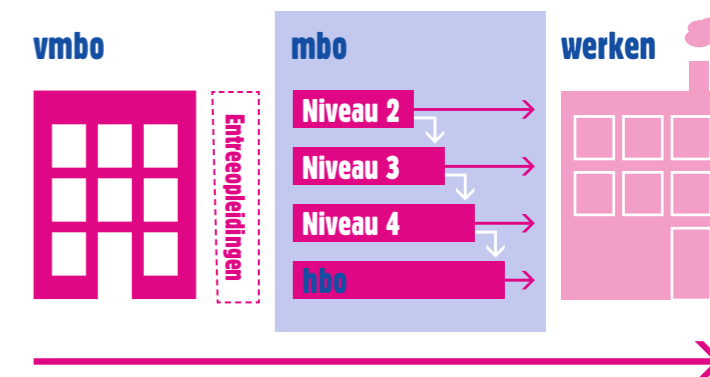 vmbo
mbo
werken
Entreeopleidingen
Niveau 2
Niveau 3
Niveau 4
hbo